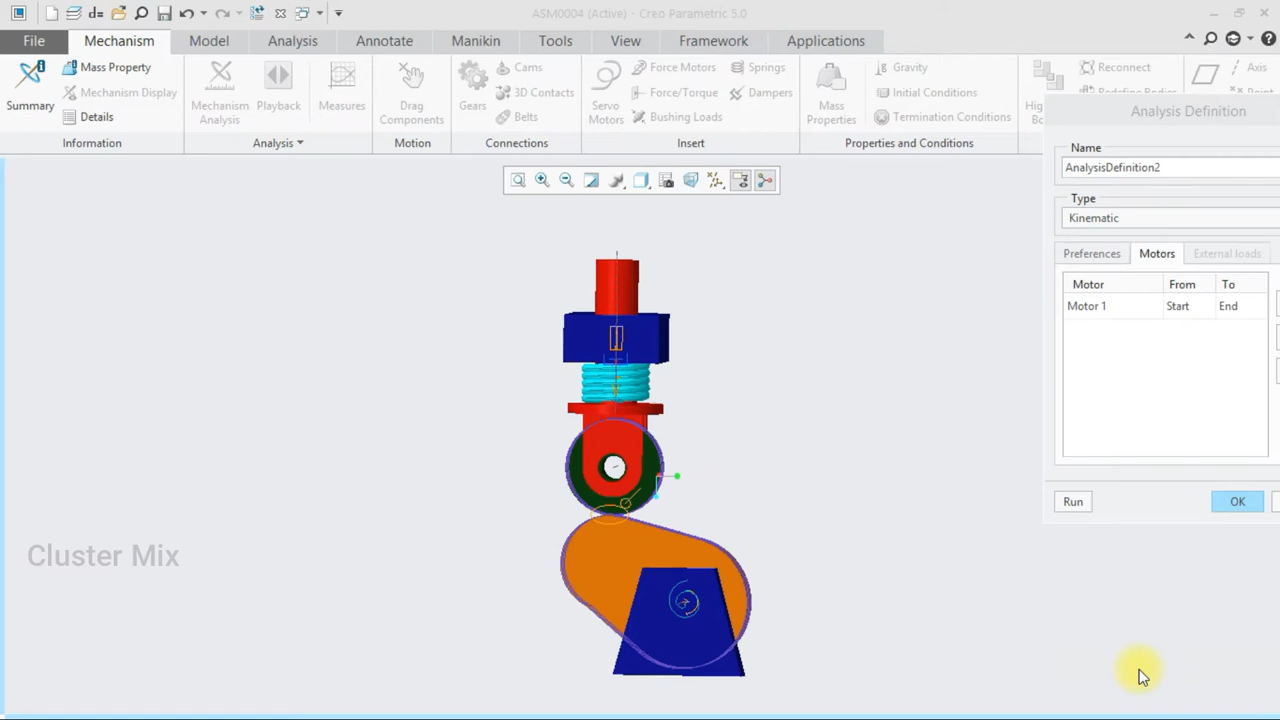 ASM0004 (Active) - Creo Parametric 5.0
File Mechanism Model Analysis Annotate Manikin Tools View Framework Applications
Summary
Mass Property
Mechanism Display
Details
Information
Mechanism
Analysis
Playback
Measures
Analysis
Drag
Components
Motion
Gears
Cams
3D Contacts
Belts
Connections
Servo
Motors
Force Motors
Force/Torque
Bushing Loads
Springs
Dampers
Insert
Mass
Properties
Gravity
Initial Conditions
Termination Conditions
Properties and Conditions
Reconnect
Redefine Bodies
Axis
Analysis Definition
Name
AnalysisDefinition2
Type
Kinematic
Preferences Motors External loads
Motor From To
Motor 1 Start End
Run OK
Cluster Mix